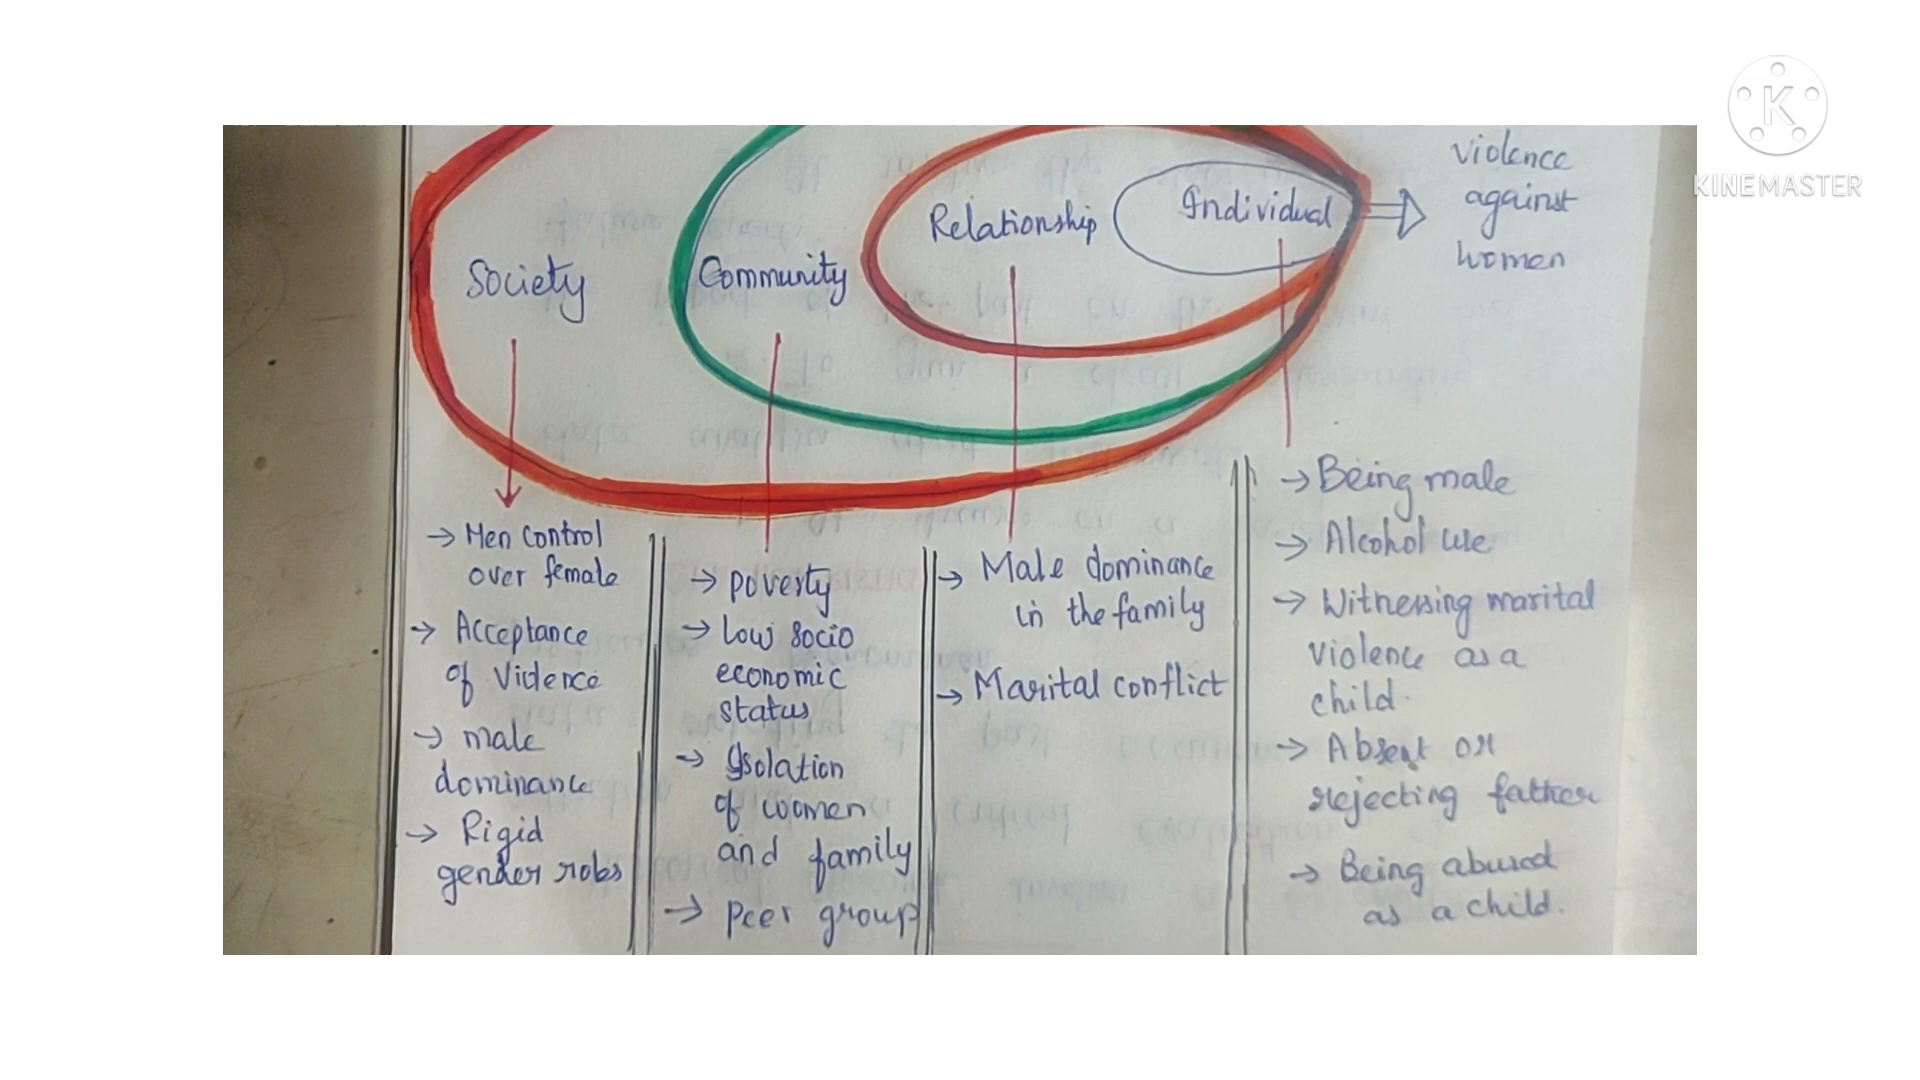 Society
Community
Relationship
Individual
violence
against
women
KINEMASTER
→ Men control
over female
→ Acceptance
of Violence
→ male
dominance
→ Rigid
gender roles
→ poverty
→ Low socio
economic
status
→ Isolation
of women
and family
→ peer group
→ Male dominance
in the family
→ Marital conflict
→ Being male
→ Alcohol use
→ Witnessing marital
violence as a
child.
→ Absent or
rejecting father
→ Being abused
as a child.